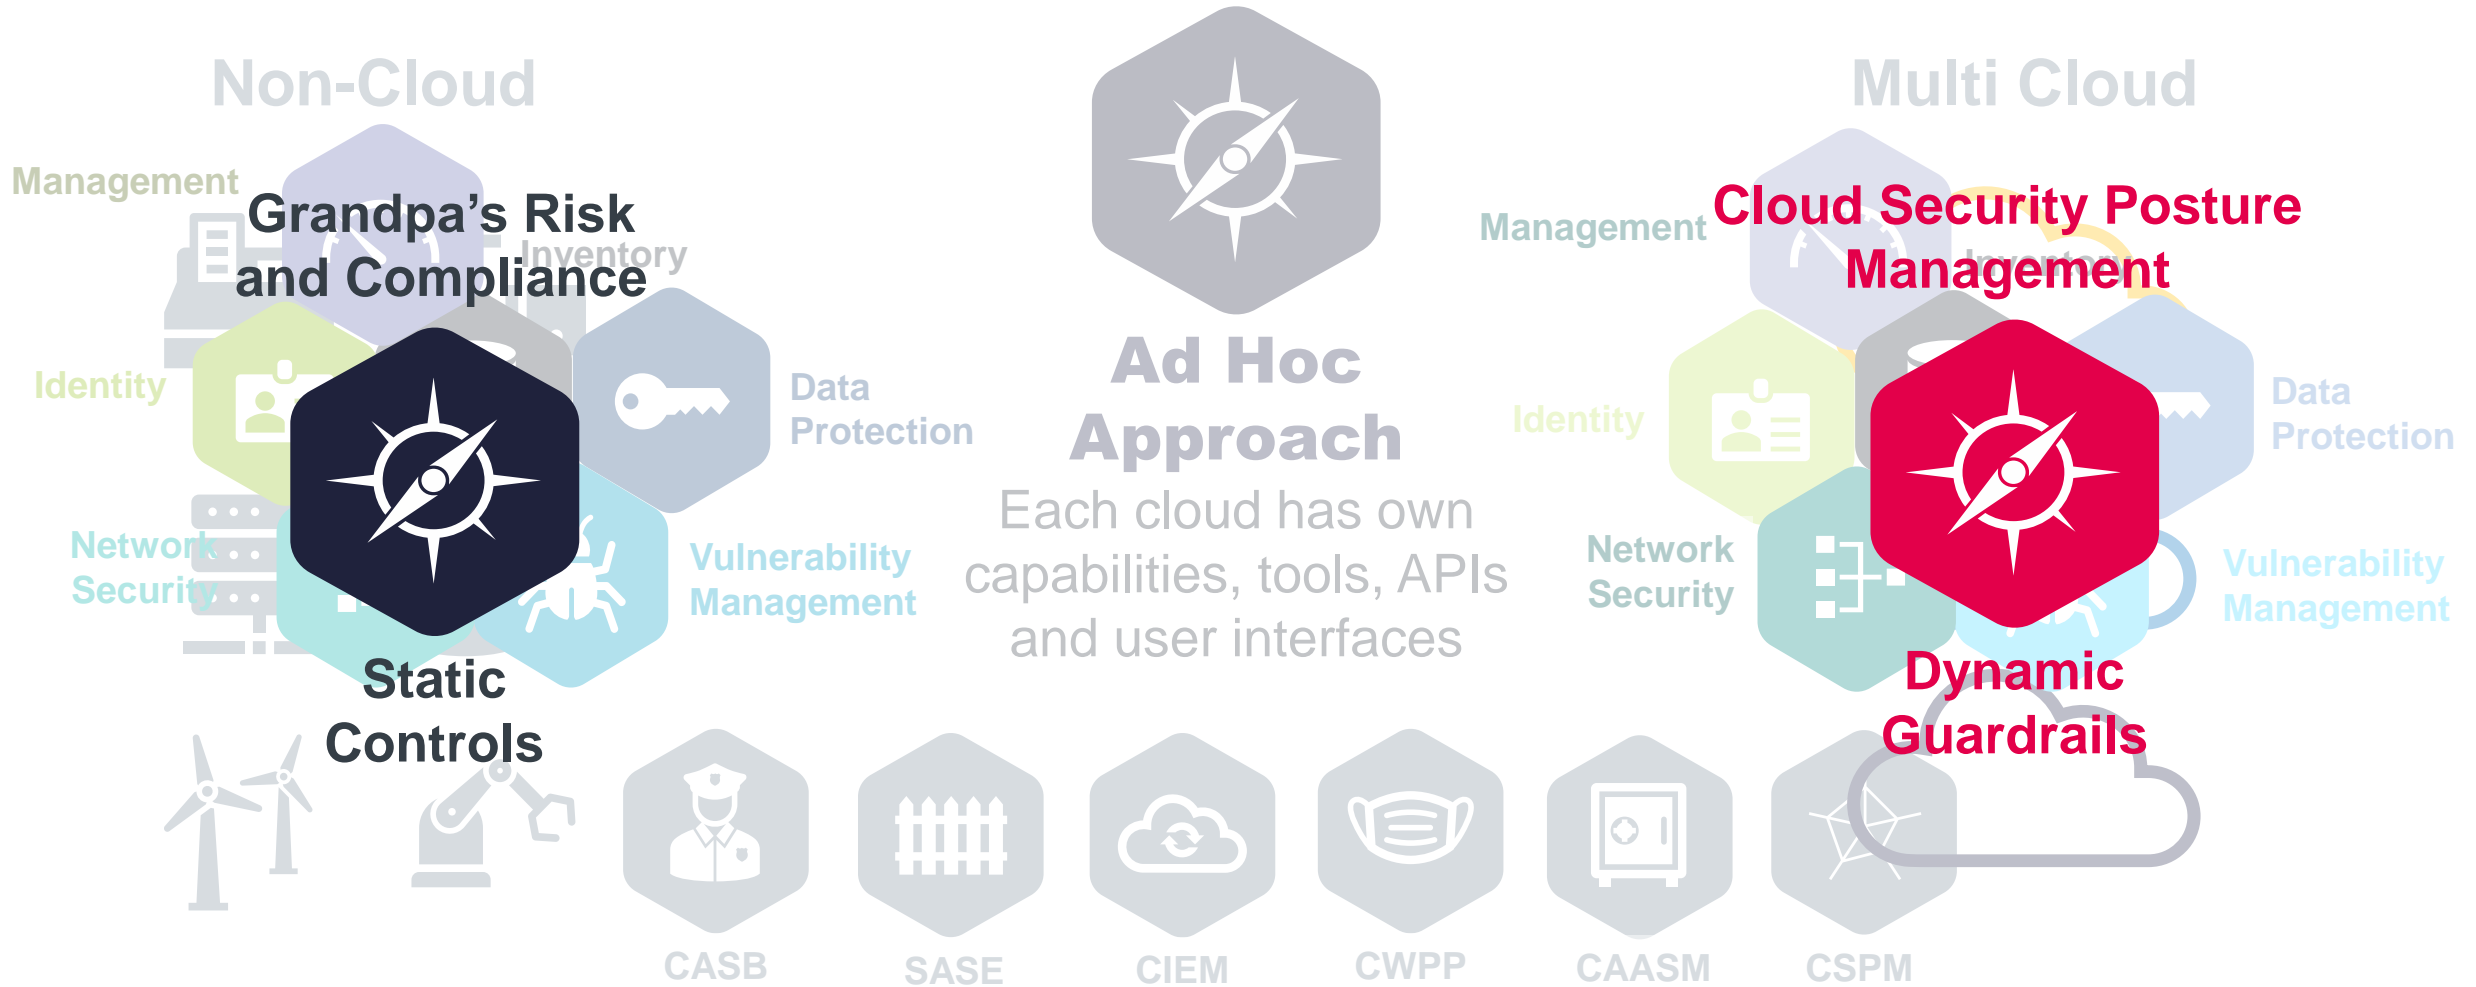 Non-Cloud
Management
Grandpa's Risk
and Compliance
Inventory
Identity
Data
Protection
Network
Security
Vulnerability
Management
Static
Controls
Ad Hoc
Approach
Each cloud has own
capabilities, tools, APIs
and user interfaces
Multi Cloud
Management
Cloud Security Posture
Management
Inventory
Identity
Data
Protection
Network
Security
Vulnerability
Management
Dynamic
Guardrails
CASB
SASE
CIEM
CWPP
CAASM
CSPM